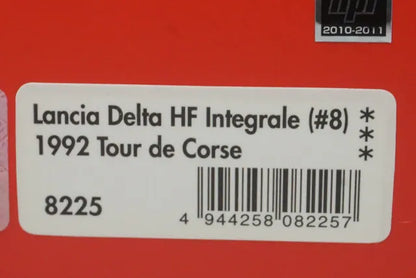 hpi
2010-2011
Lancia Delta HF Integrale (#8) *
1992 Tour de Corse * *
8225
4 944258 082257